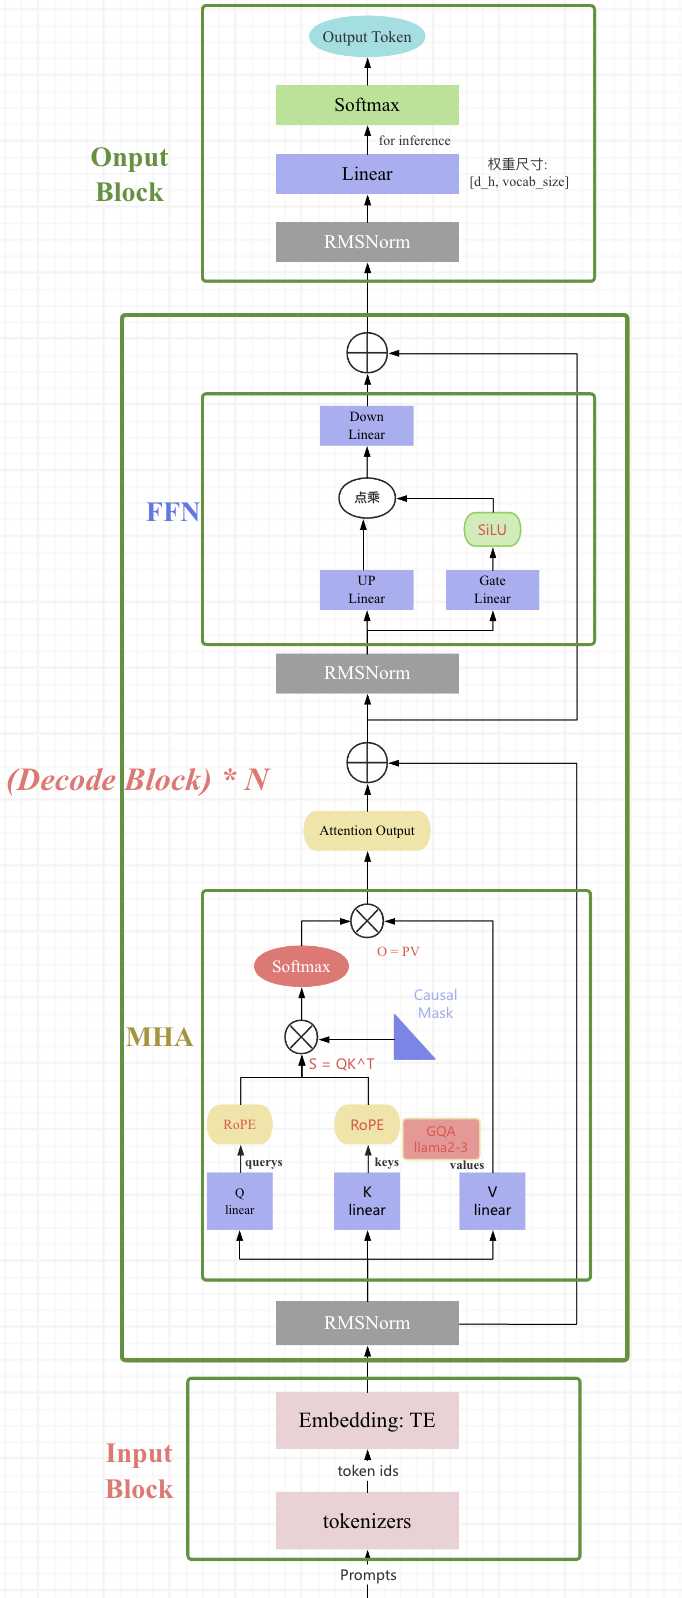 Output Token
Softmax
for inference
Onput
Block
Linear
权重尺寸:
[d_h, vocab_size]
RMSNorm
Down
Linear
点乘
FFN
SiLU
UP
Linear
Gate
Linear
RMSNorm
(Decode Block) * N
Attention Output
O = PV
Softmax
Causal
Mask
MHA
S = QK^T
RoPE
RoPE
GQA
llama2-3
querys
keys
values
Q
linear
K
linear
V
linear
RMSNorm
Embedding: TE
Input
Block
token ids
tokenizers
Prompts